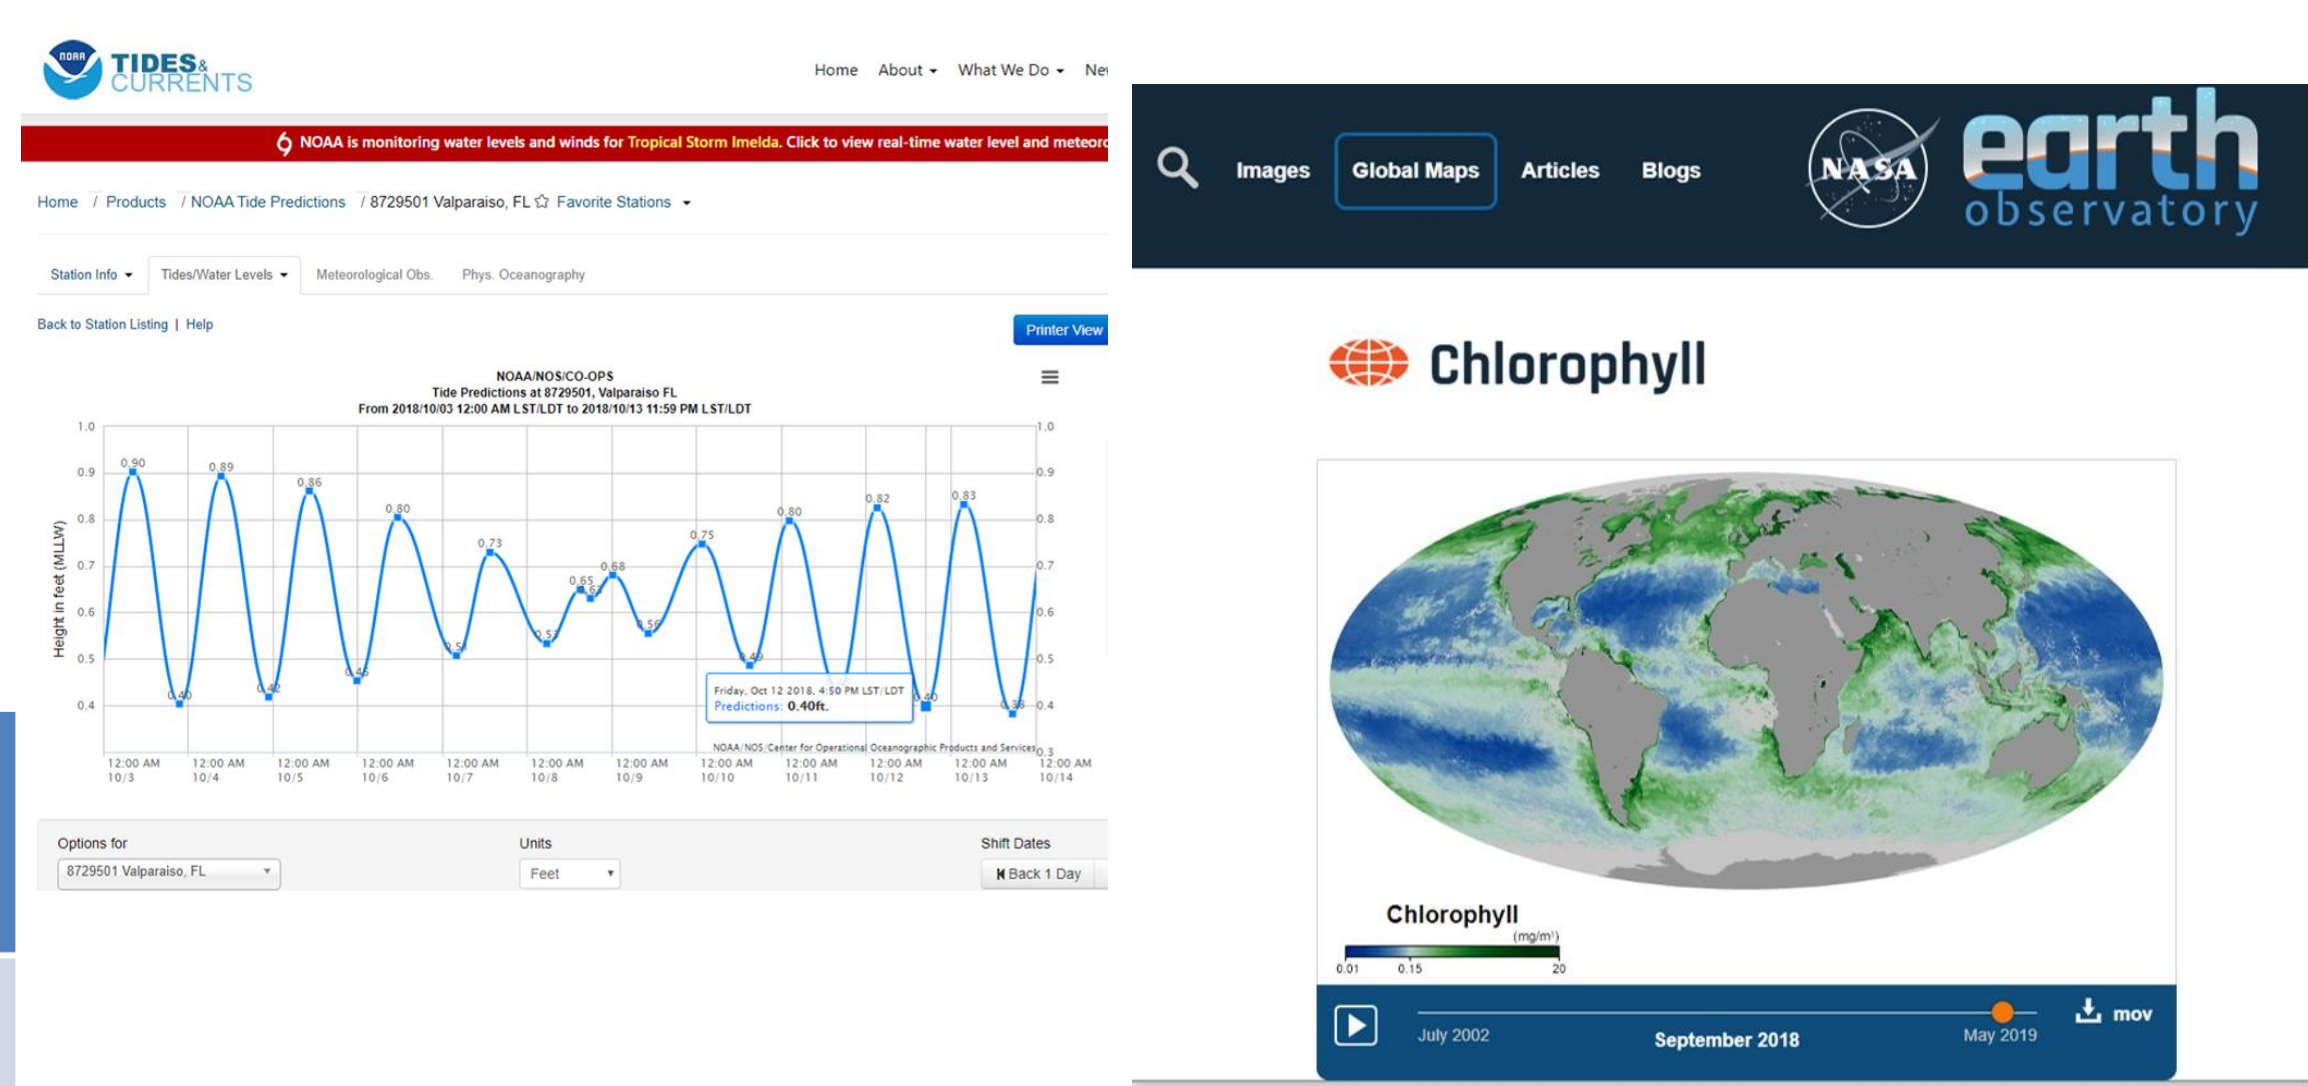 NOAA
TIDES&
CURRENTS
Home About What We Do
NOAA is monitoring water levels and winds for Tropical Storm Imelda. Click to view real-time water level and
Home / Products / NOAA Tide Predictions / 8729501 Valparaiso, FL Favorite Stations
Station Info Tides/Water Levels Meteorological Obs. Phys. Oceanography
Back to Station Listing | Help
Printer View
NOAA/NOS/CO-OPS
Tide Predictions at 8729501, Valparaiso FL
From 2018/10/03 12:00 AM LST/LDT to 2018/10/13 11:59 PM LST/LDT
Height in feet (MLLW)
1.0
0.9
0.8
0.7
0.6
0.5
0.4
0.90
0.89
0.86
0.80
0.73
0.65
0.68
0.75
0.80
0.82
0.83
0.40
0.42
0.49
0.40
Friday, Oct 12 2018, 4:50 PM LST/LDT
Predictions: 0.40ft.
NOAA/NOS/Center for Operational Oceanographic Products and Services
1.0
0.9
0.8
0.7
0.6
0.5
0.4
0.3
12:00 AM 12:00 AM 12:00 AM 12:00 AM 12:00 AM 12:00 AM 12:00 AM 12:00 AM 12:00 AM 12:00 AM 12:00 AM 12:00 AM
10/3 10/4 10/5 10/6 10/7 10/8 10/9 10/10 10/11 10/12 10/13 10/14
Options for Units Shift Dates
8729501 Valparaiso, FL Feet Back 1 Day
Images Global Maps Articles Blogs
NASA
earth
observatory
Chlorophyll
Chlorophyll
(mg/m³)
0.01 0.15 20
July 2002 September 2018 May 2019
mov